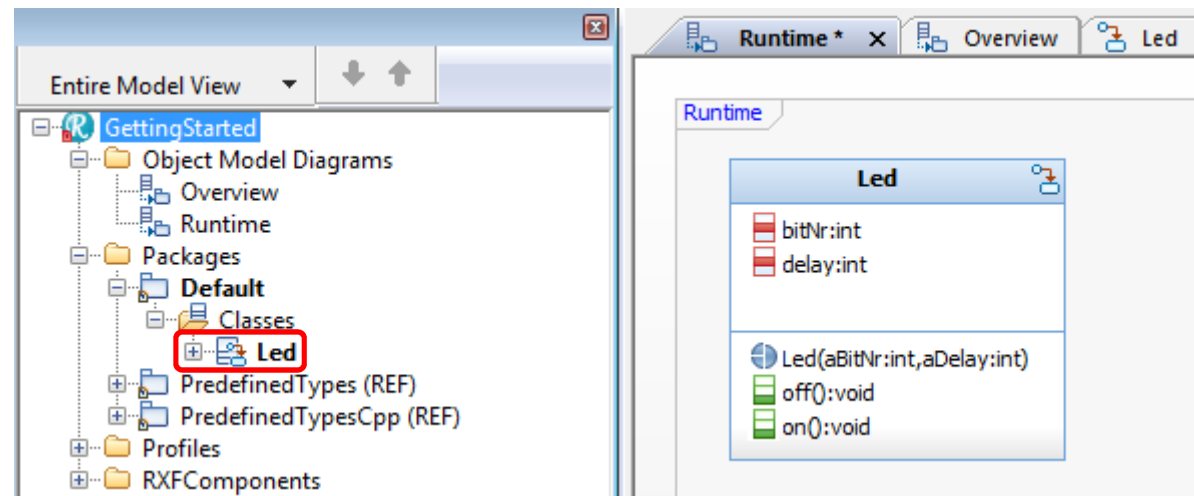 Entire Model View
GettingStarted
Object Model Diagrams
Overview
Runtime
Packages
Default
Classes
Led
PredefinedTypes (REF)
PredefinedTypesCpp (REF)
Profiles
RXFComponents
Runtime * Overview Led
Runtime
Led
bitNr:int
delay:int
Led(aBitNr:int,aDelay:int)
off():void
on():void